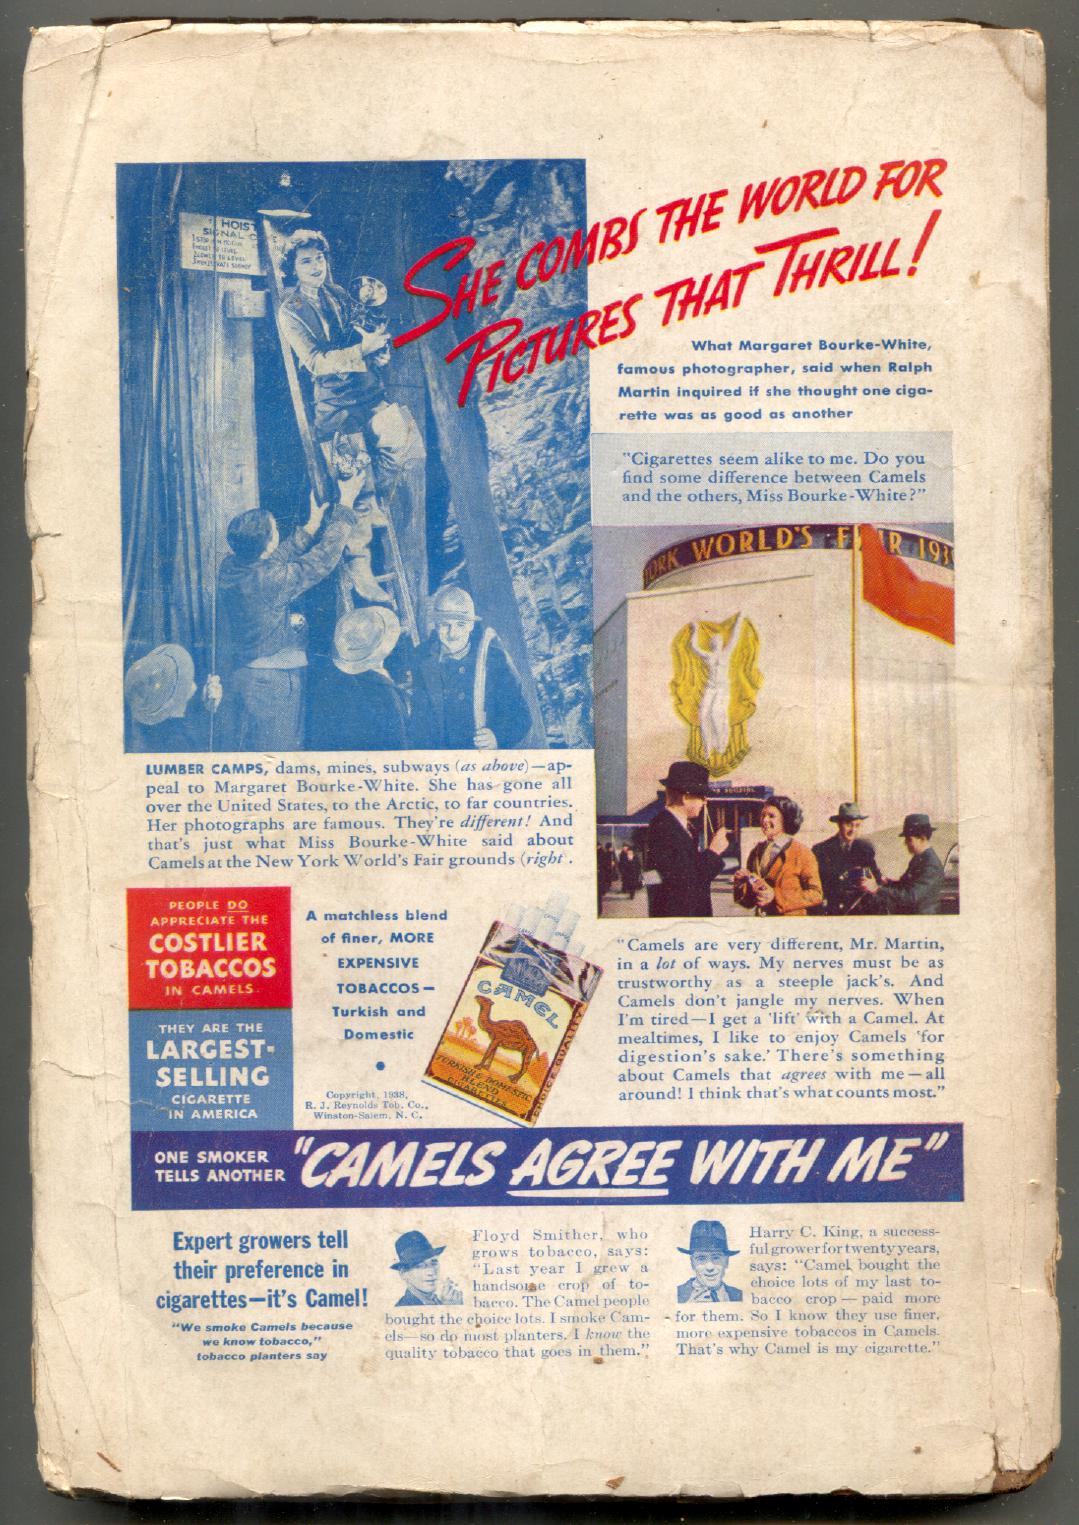 HOIST
SIGNAL
SHE COMBS THE WORLD FOR
PICTURES THAT THRILL!
What Margaret Bourke-White,
famous photographer, said when Ralph
Martin inquired if she thought one ciga-
rette was as good as another
"Cigarettes seem alike to me. Do you
find some difference between Camels
and the others, Miss Bourke-White?"
ORK WORLD'S F IR 193
BUILDING
LUMBER CAMPS, dams, mines, subways (as above)—ap-
peal to Margaret Bourke-White. She has gone all
over the United States, to the Arctic, to far countries.
Her photographs are famous. They're different! And
that's just what Miss Bourke-White said about
Camels at the New York World's Fair grounds (right).
PEOPLE DO
APPRECIATE THE
COSTLIER
TOBACCOS
IN CAMELS
THEY ARE THE
LARGEST-
SELLING
CIGARETTE
IN AMERICA
A matchless blend
of finer, MORE
EXPENSIVE
TOBACCOS—
Turkish and
Domestic
Copyright, 1938,
R. J. Reynolds Tob. Co.,
Winston-Salem, N. C.
CAMEL
TURKISH & DOMESTIC
BLEND
CIGARETTES
CHOICE QUALITY
"Camels are very different, Mr. Martin,
in a lot of ways. My nerves must be as
trustworthy as a steeple jack's. And
Camels don't jangle my nerves. When
I'm tired—I get a 'lift' with a Camel. At
mealtimes, I like to enjoy Camels 'for
digestion's sake.' There's something
about Camels that agrees with me—all
around! I think that's what counts most."
ONE SMOKER
TELLS ANOTHER
"CAMELS AGREE WITH ME"
Expert growers tell
their preference in
cigarettes—it's Camel!
"We smoke Camels because
we know tobacco,"
tobacco planters say
Floyd Smither, who
grows tobacco, says:
"Last year I grew a
handsome crop of to-
bacco. The Camel people
bought the choice lots. I smoke Cam-
els—so do most planters. I know the
quality tobacco that goes in them."
Harry C. King, a success-
ful grower for twenty years,
says: "Camel bought the
choice lots of my last to-
bacco crop—paid more
for them. So I know they use finer,
more expensive tobaccos in Camels.
That's why Camel is my cigarette."